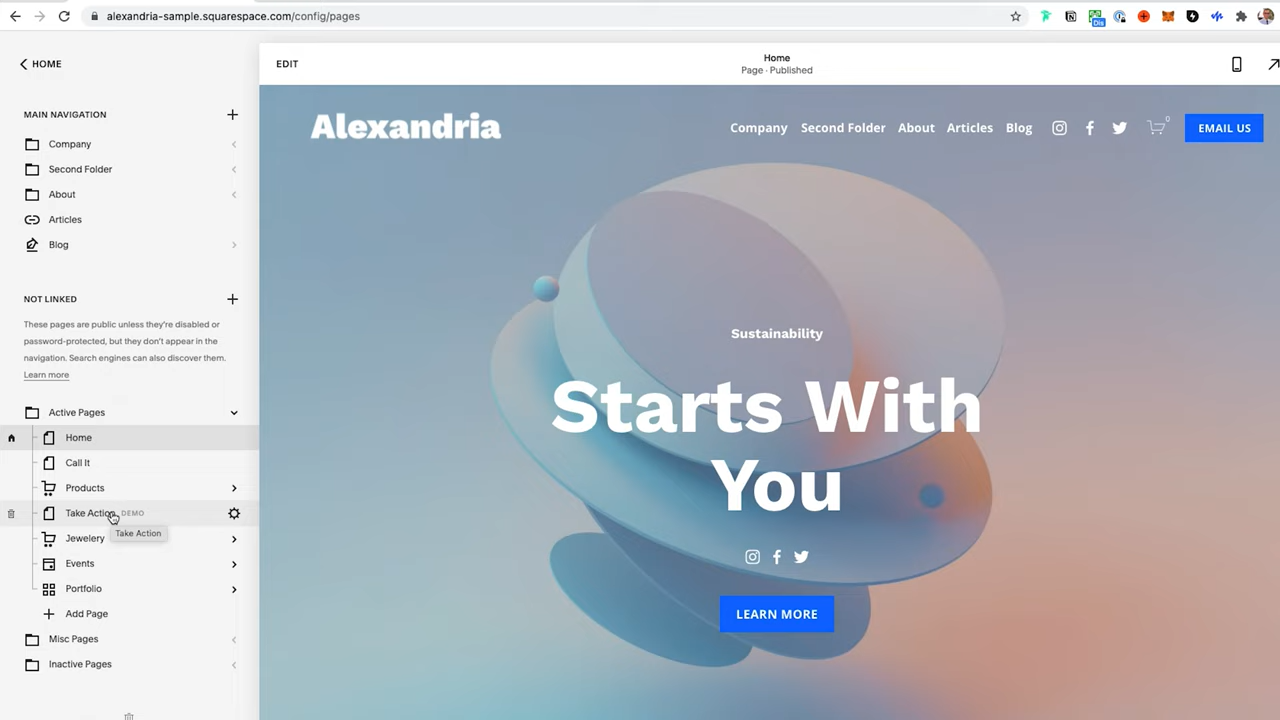 alexandria-sample.squarespace.com/config/pages
Dis
HOME
EDIT
Home
Page · Published
MAIN NAVIGATION
Company
Second Folder
About
Articles
Blog
NOT LINKED
These pages are public unless they're disabled or
password-protected, but they don't appear in the
navigation. Search engines can also discover them.
Learn more
Active Pages
Home
Call It
Products
Take Action DEMO
Take Action
Jewelery
Events
Portfolio
Add Page
Misc Pages
Inactive Pages
Alexandria
Company Second Folder About Articles Blog 0 EMAIL US
Sustainability
Starts With
You
LEARN MORE